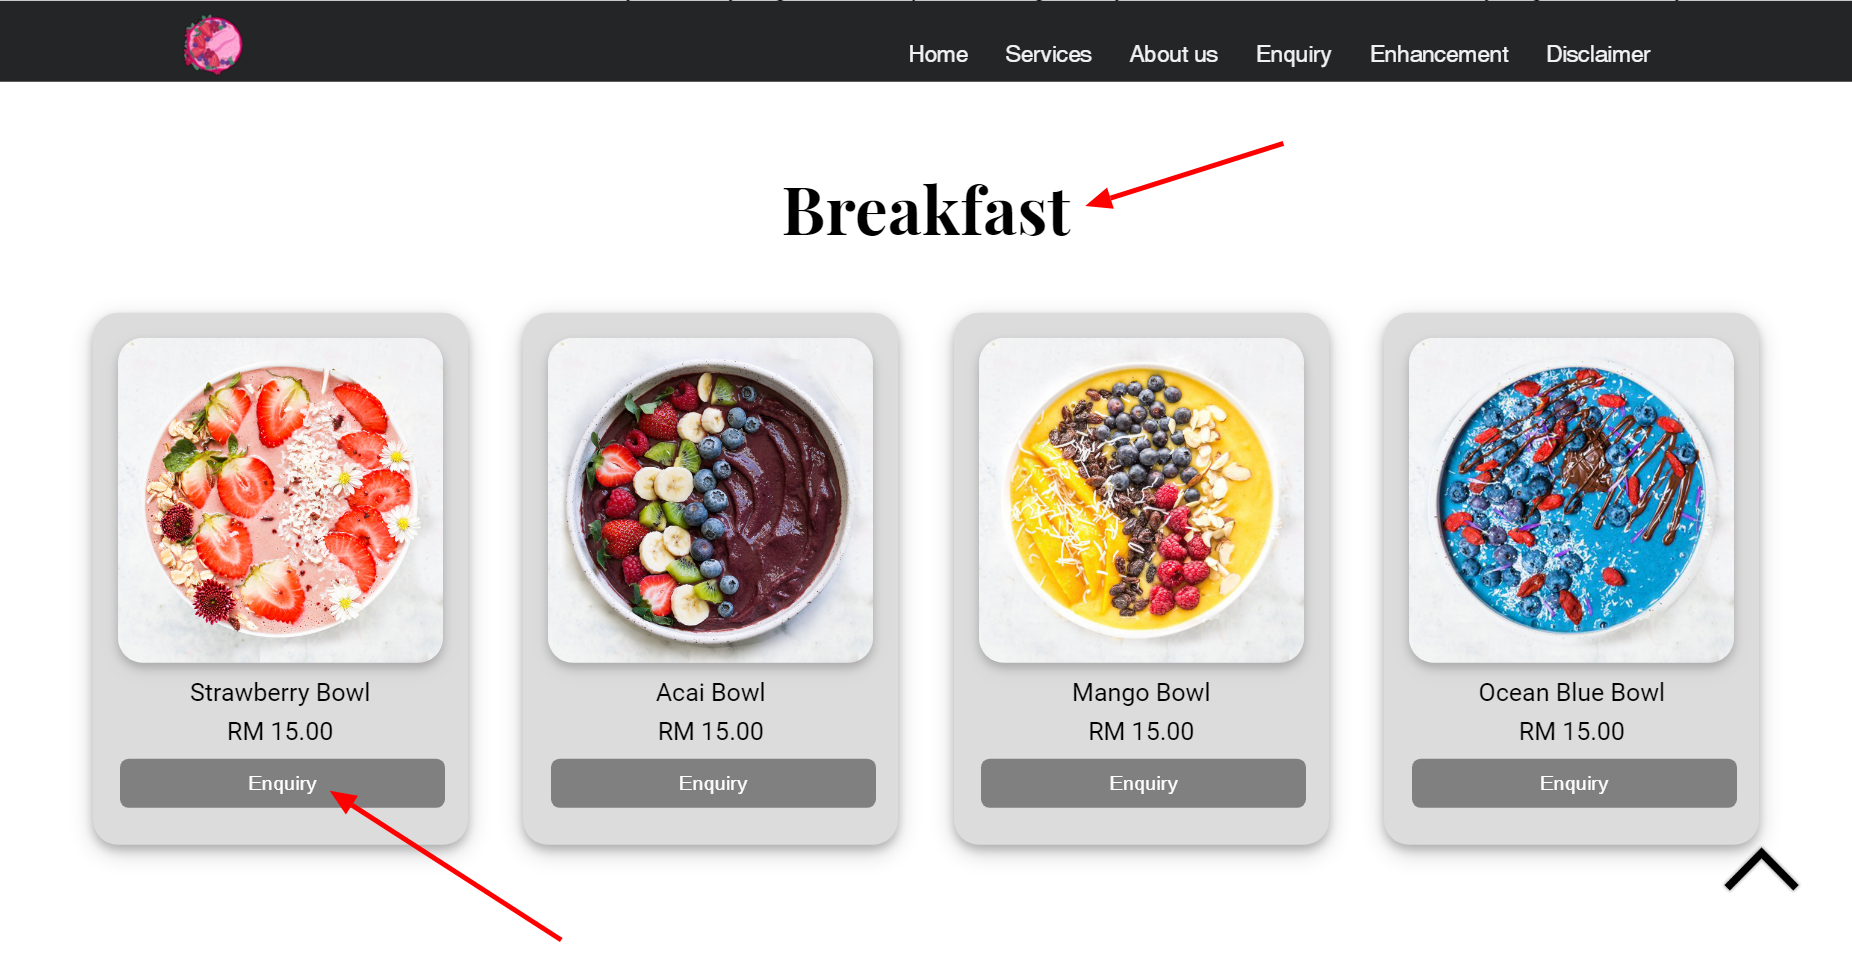 Home Services About us Enquiry Enhancement Disclaimer
Breakfast
Strawberry Bowl
RM 15.00
Enquiry
Acai Bowl
RM 15.00
Enquiry
Mango Bowl
RM 15.00
Enquiry
Ocean Blue Bowl
RM 15.00
Enquiry